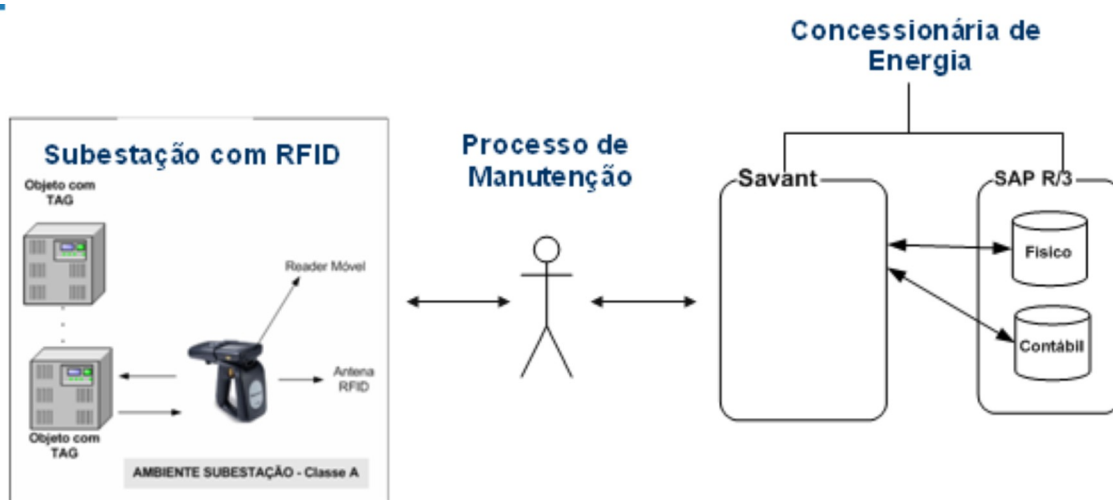 Concessionária de
Energia
Subestação com RFID
Processo de
Manutenção
Objeto com
TAG
Reader Móvel
Antena
RFID
Objeto com
TAG
AMBIENTE SUBESTAÇÃO - Classe A
Savant
SAP R/3
Fisico
Contábil